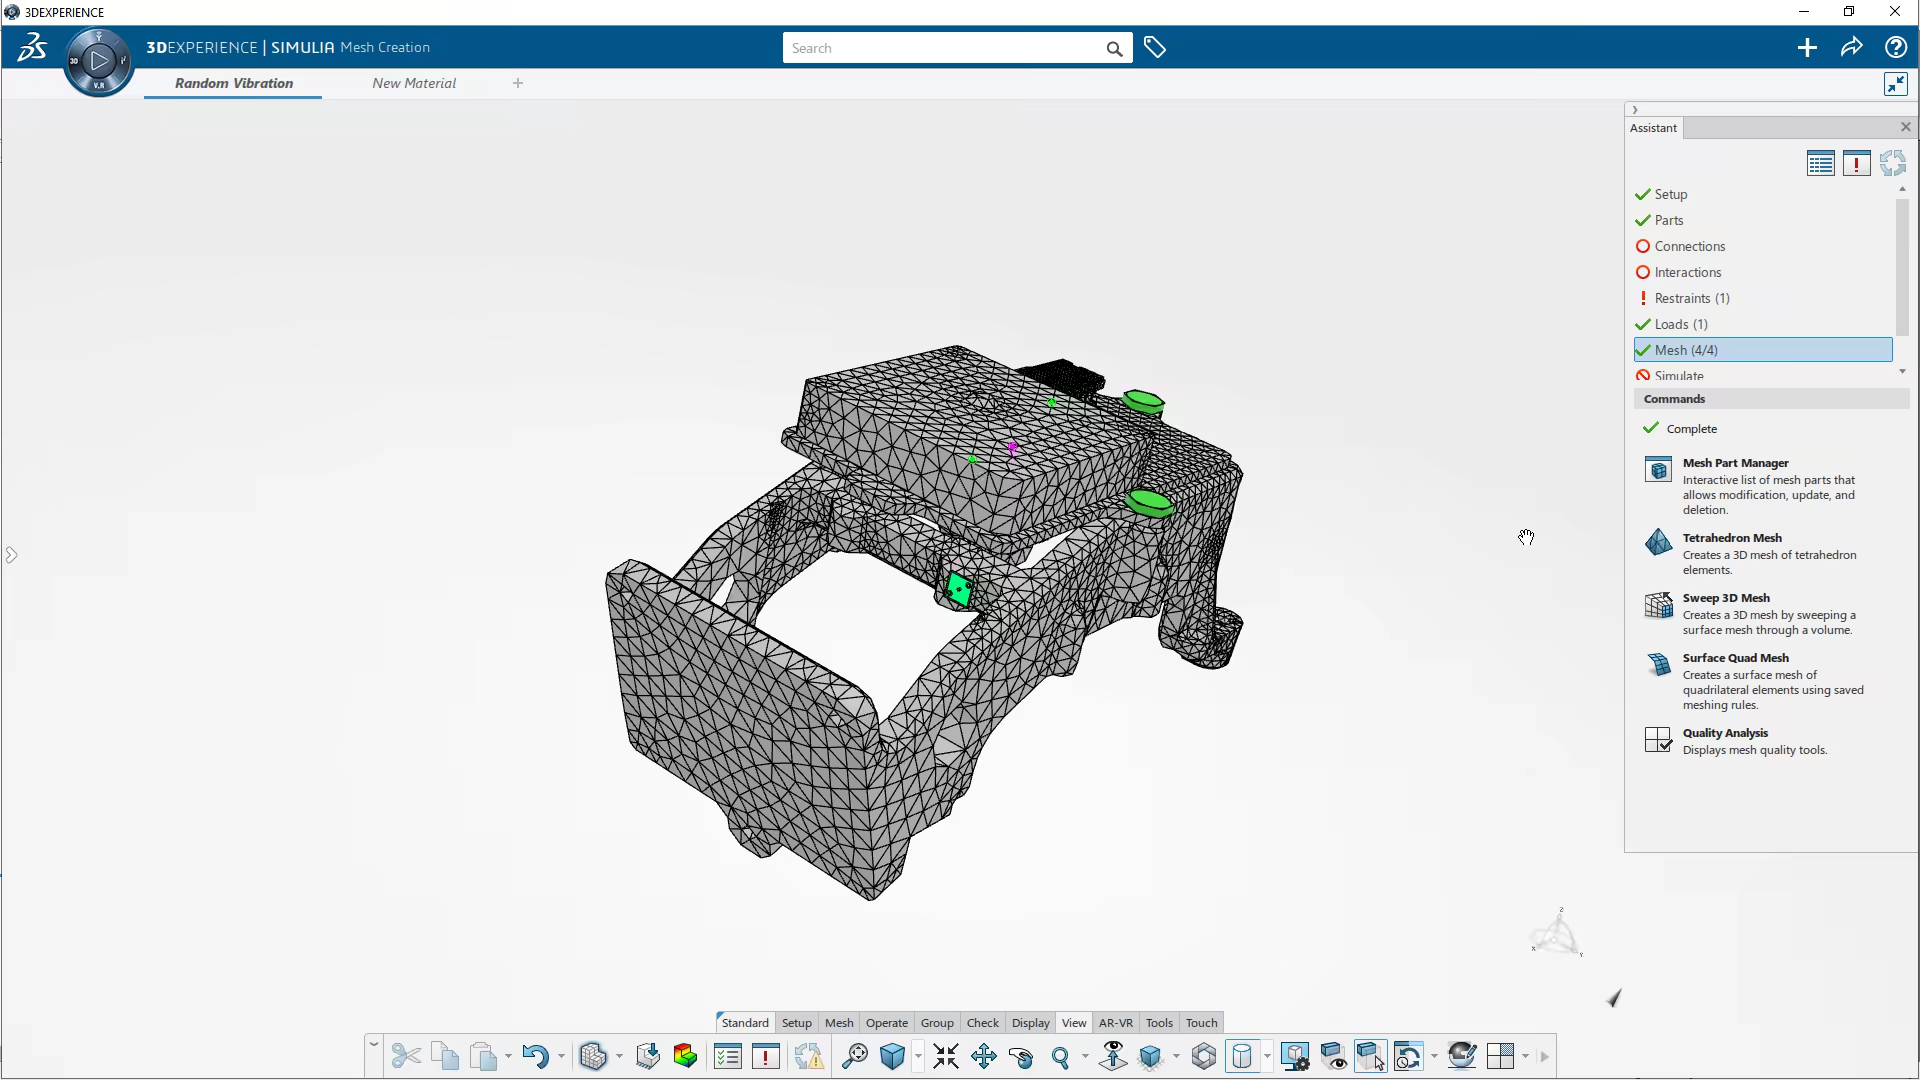 3DEXPERIENCE
3DEXPERIENCE | SIMULIA Mesh Creation
Search
3D
V.R
Random Vibration
New Material
Assistant
Setup
Parts
Connections
Interactions
Restraints (1)
Loads (1)
Mesh (4/4)
Simulate
Commands
Complete
Mesh Part Manager
Interactive list of mesh parts that
allows modification, update, and
deletion.
Tetrahedron Mesh
Creates a 3D mesh of tetrahedron
elements.
Sweep 3D Mesh
Creates a 3D mesh by sweeping a
surface mesh through a volume.
Surface Quad Mesh
Creates a surface mesh of
quadrilateral elements using saved
meshing rules.
Quality Analysis
Displays mesh quality tools.
Z
X
Y
Standard
Setup
Mesh
Operate
Group
Check
Display
View
AR-VR
Tools
Touch